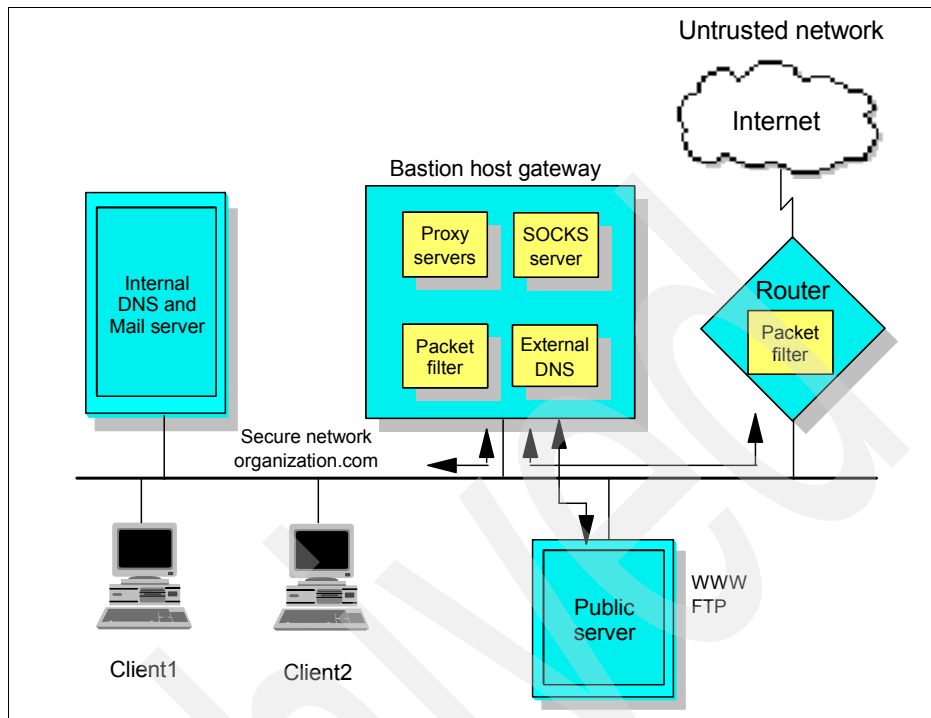 Untrusted network
Internet
Bastion host gateway
Proxy
servers
SOCKS
server
Internal
DNS and
Mail server
Router
Packet
filter
External
DNS
Packet
filter
Secure network
organization.com
WWW
FTP
Public
server
Client1
Client2